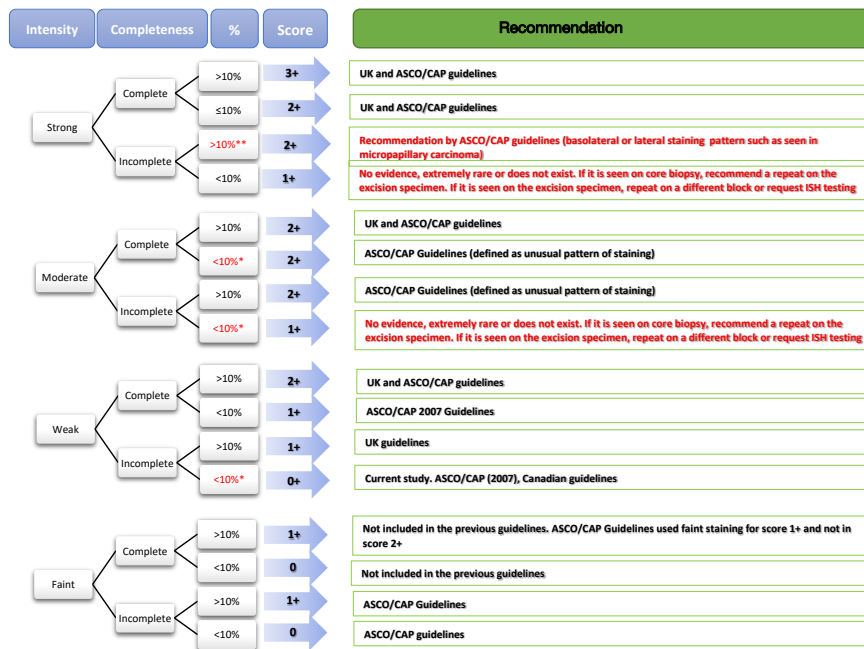 Intensity Completeness % Score Recommendation
Strong
Complete
>10% 3+ UK and ASCO/CAP guidelines
≤10% 2+ UK and ASCO/CAP guidelines
Incomplete
>10%** 2+ Recommendation by ASCO/CAP guidelines (basolateral or lateral staining pattern such as seen in
micropapillary carcinoma)
<10% 1+ No evidence, extremely rare or does not exist. If it is seen on core biopsy, recommend a repeat on the
excision specimen. If it is seen on the excision specimen, repeat on a different block or request ISH testing
Moderate
Complete
>10% 2+ UK and ASCO/CAP guidelines
<10%* 2+ ASCO/CAP Guidelines (defined as unusual pattern of staining)
Incomplete
>10% 2+ ASCO/CAP Guidelines (defined as unusual pattern of staining)
<10%* 1+ No evidence, extremely rare or does not exist. If it is seen on core biopsy, recommend a repeat on the
excision specimen. If it is seen on the excision specimen, repeat on a different block or request ISH testing
Weak
Complete
>10% 2+ UK and ASCO/CAP guidelines
<10% 1+ ASCO/CAP 2007 Guidelines
Incomplete
>10% 1+ UK guidelines
<10%* 0+ Current study. ASCO/CAP (2007), Canadian guidelines
Faint
Complete
>10% 1+ Not included in the previous guidelines. ASCO/CAP Guidelines used faint staining for score 1+ and not in
score 2+
<10% 0 Not included in the previous guidelines
Incomplete
>10% 1+ ASCO/CAP Guidelines
<10% 0 ASCO/CAP guidelines